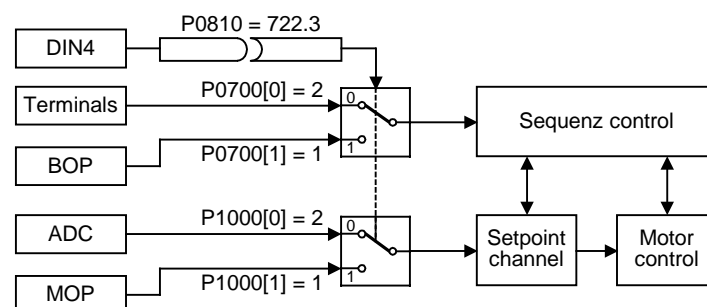 P0810 = 722.3
DIN4
Terminals
P0700[0] = 2
0
Sequenz control
1
BOP
P0700[1] = 1
ADC
P1000[0] = 2
0
Setpoint
channel
Motor
control
1
MOP
P1000[1] = 1